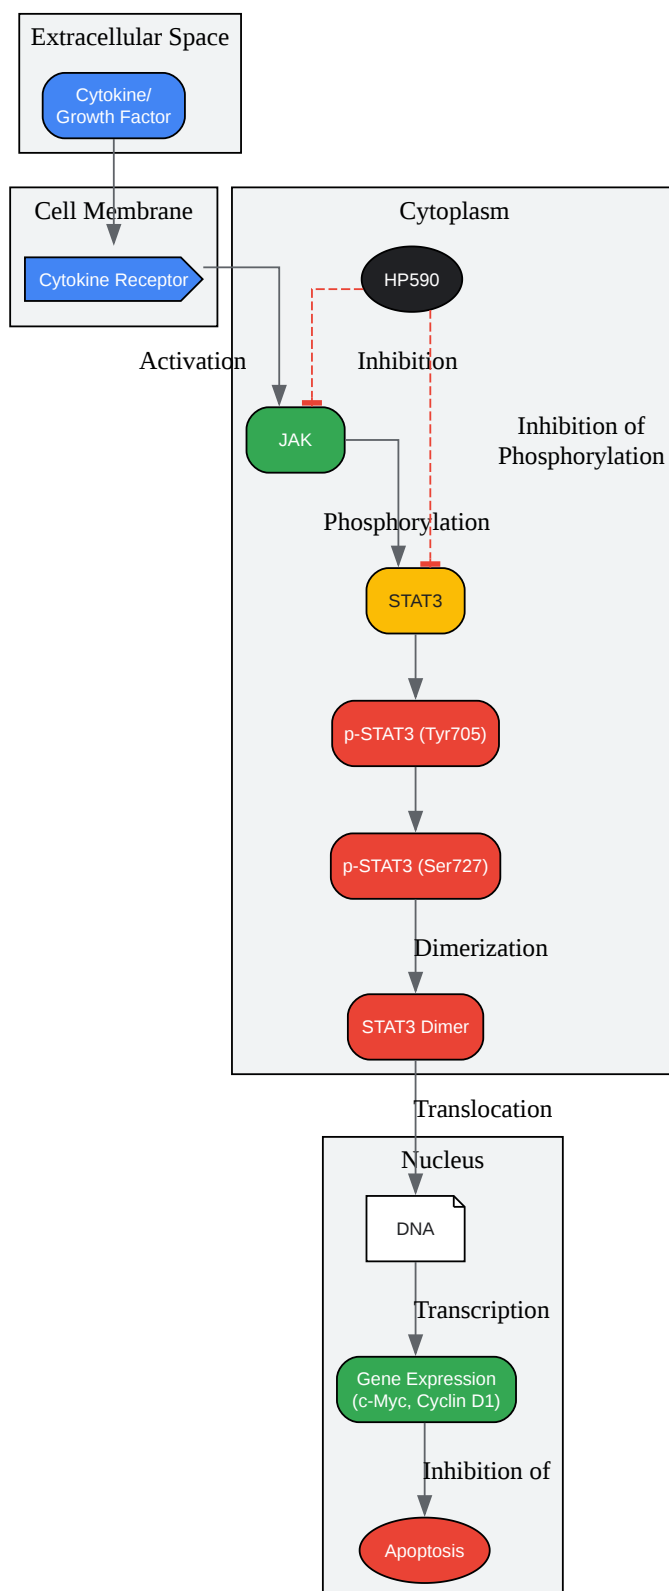 Extracellular Space
Cytokine/
Growth Factor
Cell Membrane
Cytokine Receptor
Cytoplasm
HP590
Activation
Inhibition
JAK
Inhibition of
Phosphorylation
Phosphorylation
STAT3
p-STAT3 (Tyr705)
p-STAT3 (Ser727)
Dimerization
STAT3 Dimer
Translocation
Nucleus
DNA
Transcription
Gene Expression
(c-Myc, Cyclin D1)
Inhibition of
Apoptosis